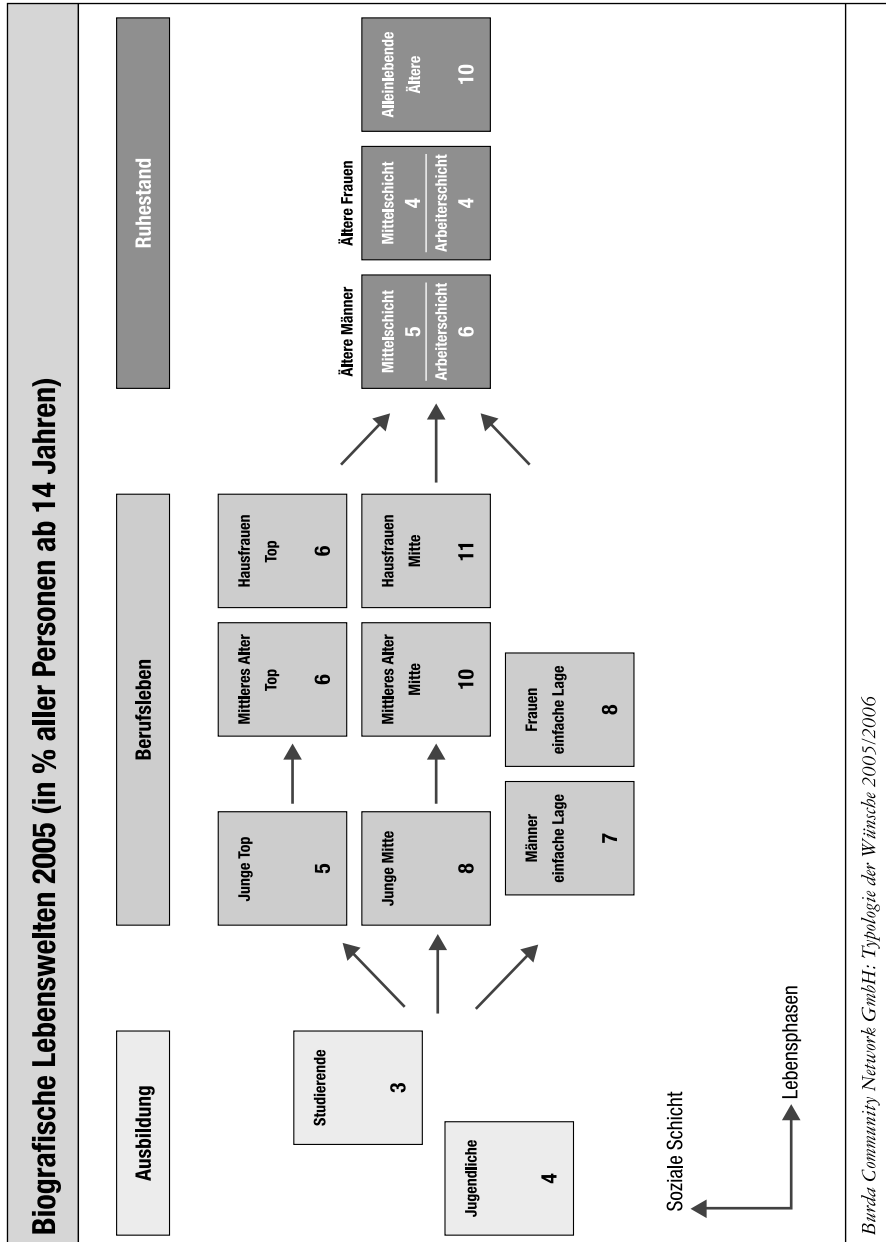 Biografische Lebenswelten 2005 (in % aller Personen ab 14 Jahren)
Ausbildung
Berufsleben
Ruhestand
Studierende
3
Jugendliche
4
Junge Top
5
Mittleres Alter
Top
6
Hausfrauen
Top
6
Junge Mitte
8
Mittleres Alter
Mitte
10
Hausfrauen
Mitte
11
Männer
einfache Lage
7
Frauen
einfache Lage
8
Ältere Männer
Mittelschicht
5
Arbeiterschicht
6
Ältere Frauen
Mittelschicht
4
Arbeiterschicht
4
Alleinlebende
Ältere
10
Soziale Schicht
Lebensphasen
Burda Community Network GmbH: Typologie der Wünsche 2005/2006